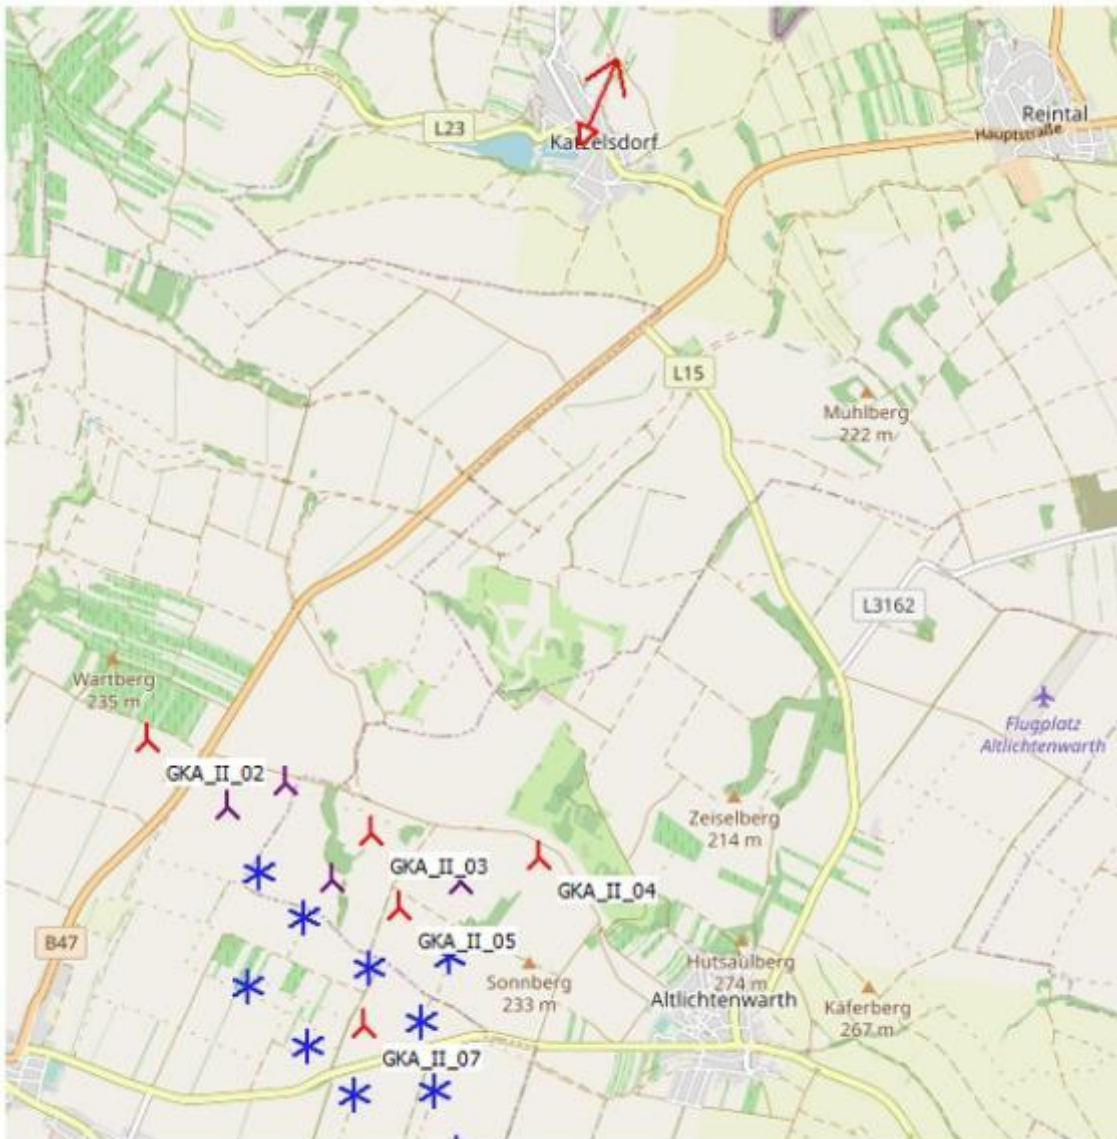 L23
Katzelsdorf
Reintal
Hauptstraße
L15
Mühlberg
222 m
L3162
Wartberg
235 m
Flugplatz
Altlichtenwarth
GKA_II_02
Zeiselberg
214 m
GKA_II_03
GKA_II_04
B47
GKA_II_05
Sonnberg
233 m
Hutsaulberg
274 m
Altlichtenwarth
Käferberg
267 m
GKA_II_07